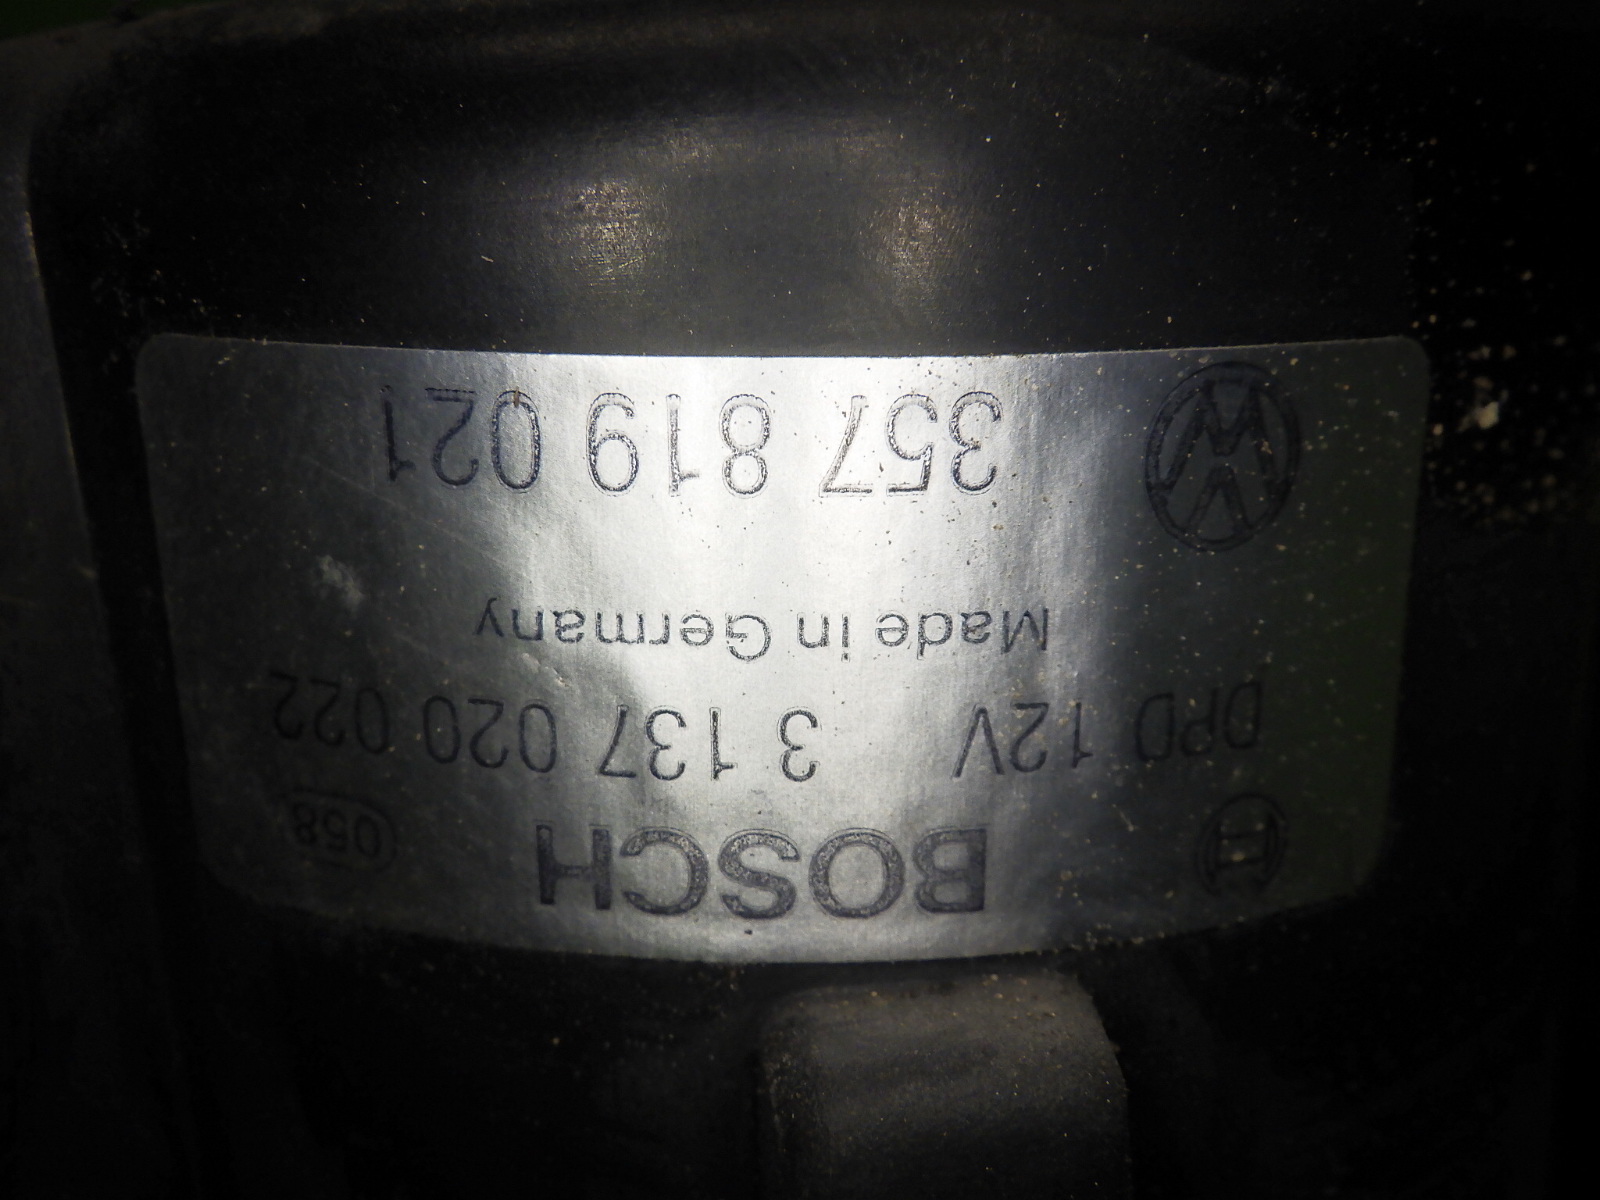 BOSCH 058
DPD 12V 3 137 020 022
Made in Germany
357 819 021